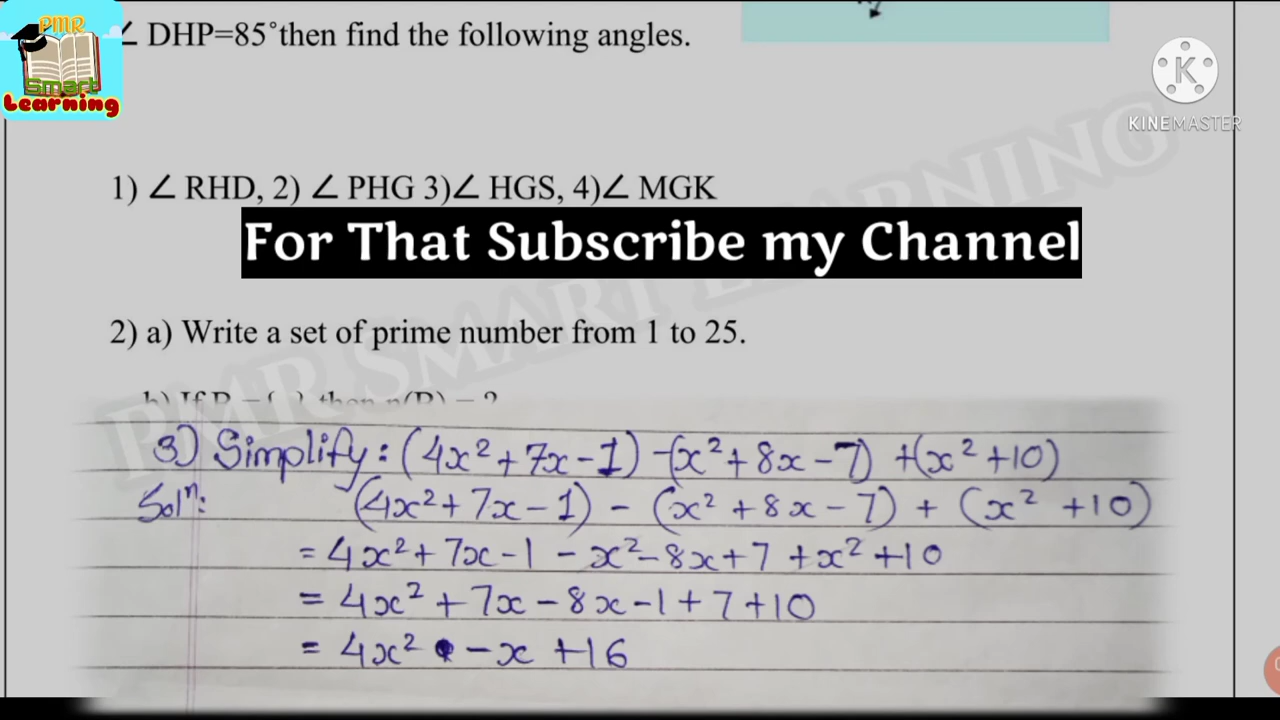 PMR
Smart
Learning
∠ DHP=85°then find the following angles.
K
KINEMASTER
1) ∠ RHD, 2) ∠ PHG 3)∠ HGS, 4)∠ MGK
For That Subscribe my Channel
PMR SMART LEARNING
2) a) Write a set of prime number from 1 to 25.
3) Simplify: (4x² + 7x - 1) - (x² + 8x - 7) + (x² + 10)
Solⁿ: (4x² + 7x - 1) - (x² + 8x - 7) + (x² + 10)
= 4x² + 7x - 1 - x² - 8x + 7 + x² + 10
= 4x² + 7x - 8x - 1 + 7 + 10
= 4x² - x + 16